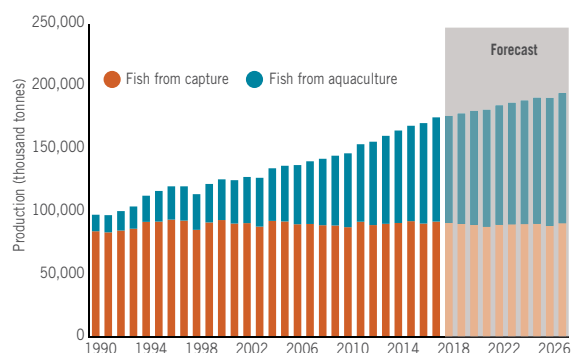 250,000
200,000
150,000
100,000
50,000
0
Production (thousand tonnes)
Fish from capture
Fish from aquaculture
Forecast
1990 1994 1998 2002 2006 2010 2014 2018 2022 2026